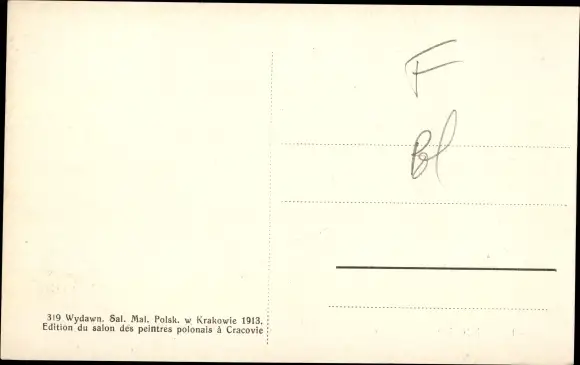 F
Bl
319 Wydawn. Sal. Mal. Polsk. w Krakowie 1913.
Edition du salon des peintres polonais à Cracovie